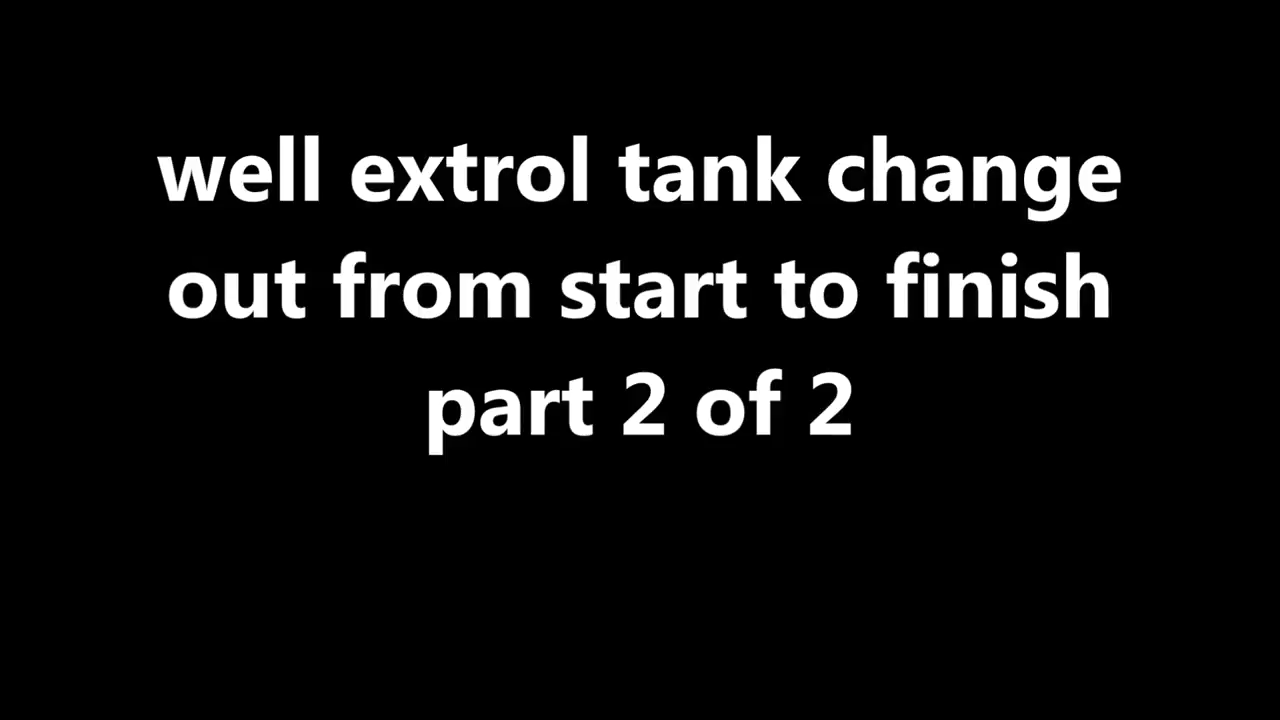 well extrol tank change
out from start to finish
part 2 of 2